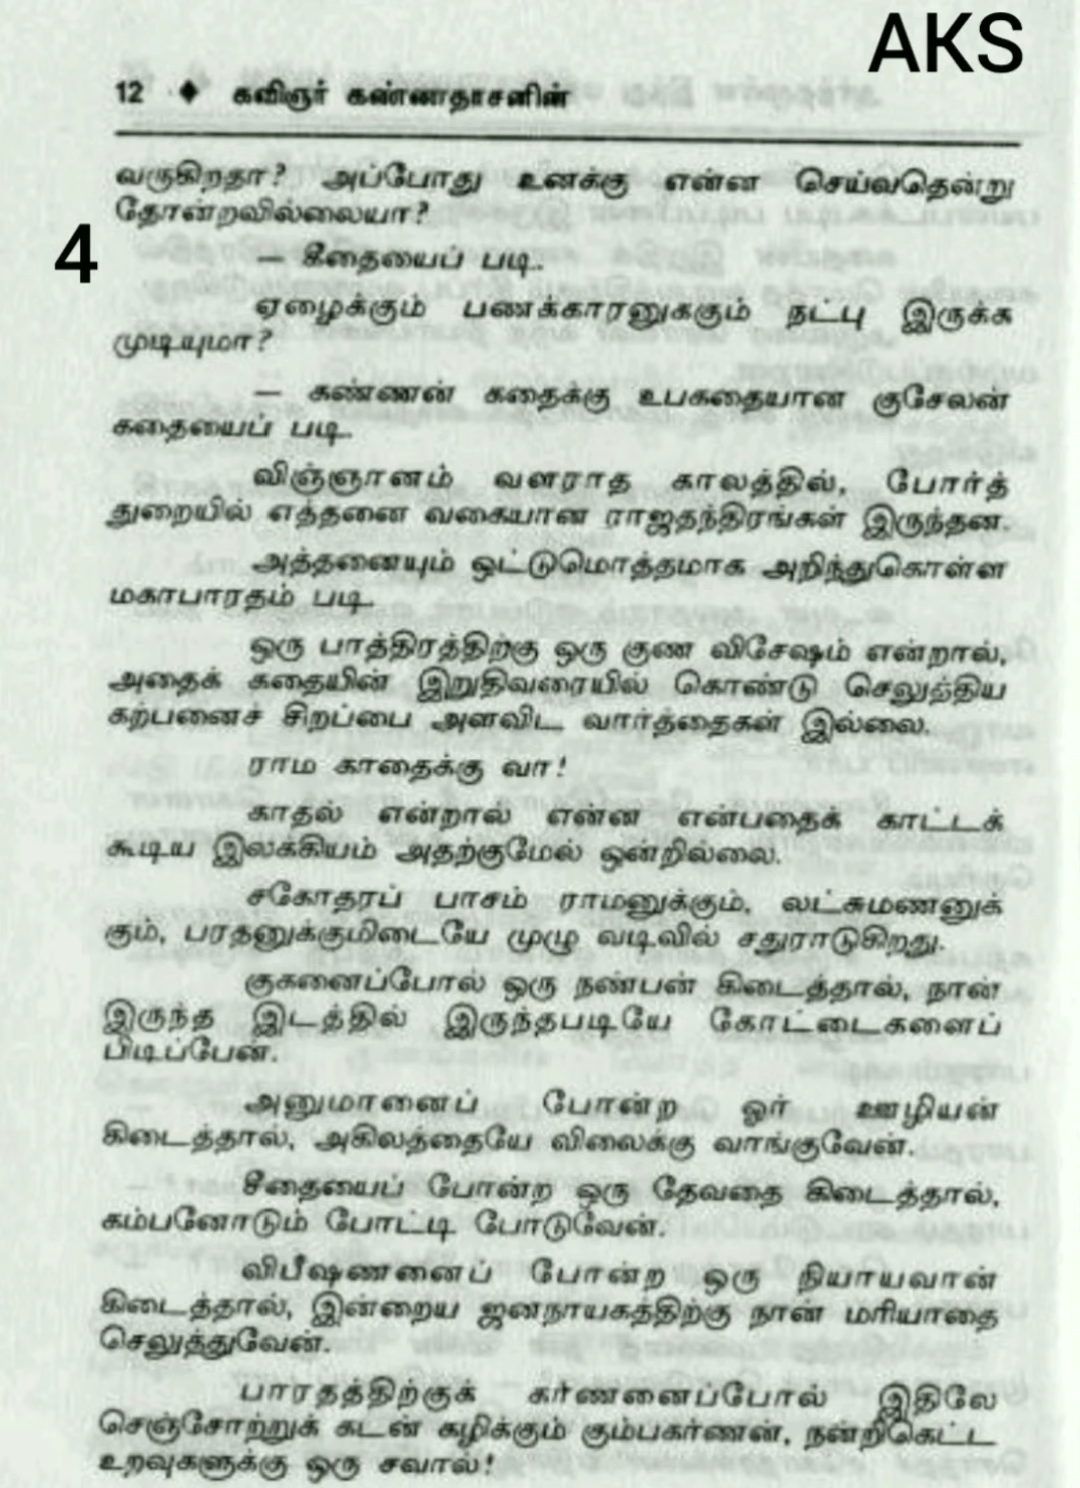 AKS
12 ♦ கவிஞர் கண்ணதாசனின்
வருகிறதா? அப்போது உனக்கு என்ன செய்வதென்று
தோன்றவில்லையா?
4
– கீதையைப் படி.
ஏழைக்கும் பணக்காரனுககும் நட்பு இருக்க
முடியுமா?
– கண்ணன் கதைக்கு உபகதையான குசேலன்
கதையைப் படி.
விஞ்ஞானம் வளராத காலத்தில், போர்த்
துறையில் எத்தனை வகையான ராஜதந்திரங்கள் இருந்தன.
அத்தனையும் ஒட்டுமொத்தமாக அறிந்துகொள்ள
மகாபாரதம் படி.
ஒரு பாத்திரத்திற்கு ஒரு குண விசேஷம் என்றால்,
அதைக் கதையின் இறுதிவரையில் கொண்டு செலுத்திய
கற்பனைச் சிறப்பை அளவிட வார்த்தைகள் இல்லை.
ராம காதைக்கு வா!
காதல் என்றால் என்ன என்பதைக் காட்டக்
கூடிய இலக்கியம் அதற்குமேல் ஒன்றில்லை.
சகோதரப் பாசம் ராமனுக்கும், லட்சுமணனுக்
கும், பரதனுக்குமிடையே முழு வடிவில் சதுராடுகிறது.
குகனைப்போல் ஒரு நண்பன் கிடைத்தால், நான்
இருந்த இடத்தில் இருந்தபடியே கோட்டைகளைப்
பிடிப்பேன்.
அனுமானைப் போன்ற ஓர் ஊழியன்
கிடைத்தால், அகிலத்தையே விலைக்கு வாங்குவேன்.
சீதையைப் போன்ற ஒரு தேவதை கிடைத்தால்,
கம்பனோடும் போட்டி போடுவேன்.
விபீஷணனைப் போன்ற ஒரு நியாயவான்
கிடைத்தால், இன்றைய ஜனநாயகத்திற்கு நான் மரியாதை
செலுத்துவேன்.
பாரதத்திற்குக் கர்ணனைப்போல் இதிலே
செஞ்சோற்றுக் கடன் கழிக்கும் கும்பகர்ணன், நன்றிகெட்ட
உறவுகளுக்கு ஒரு சவால்!